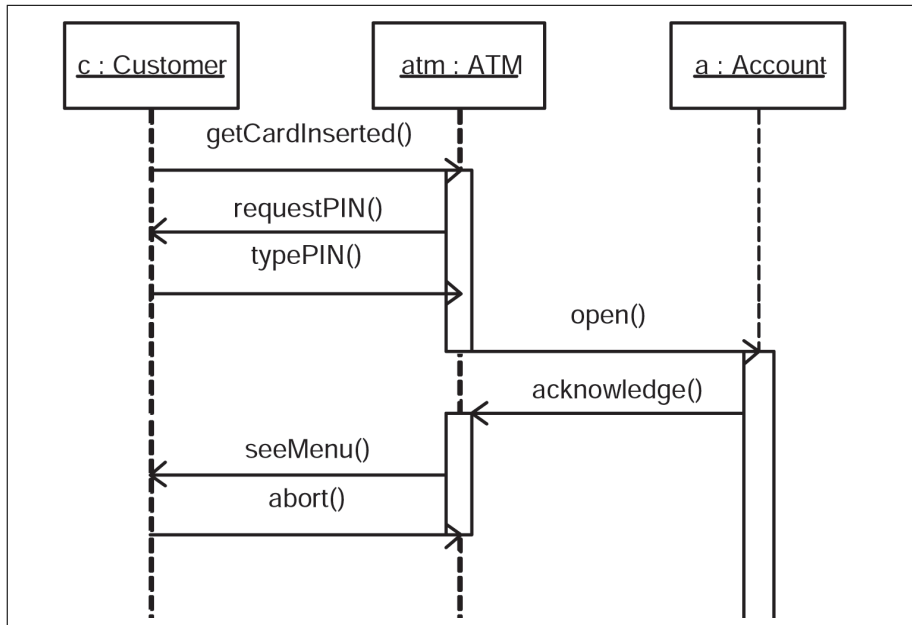 c : Customer
atm : ATM
a : Account
getCardInserted()
requestPIN()
typePIN()
open()
acknowledge()
seeMenu()
abort()